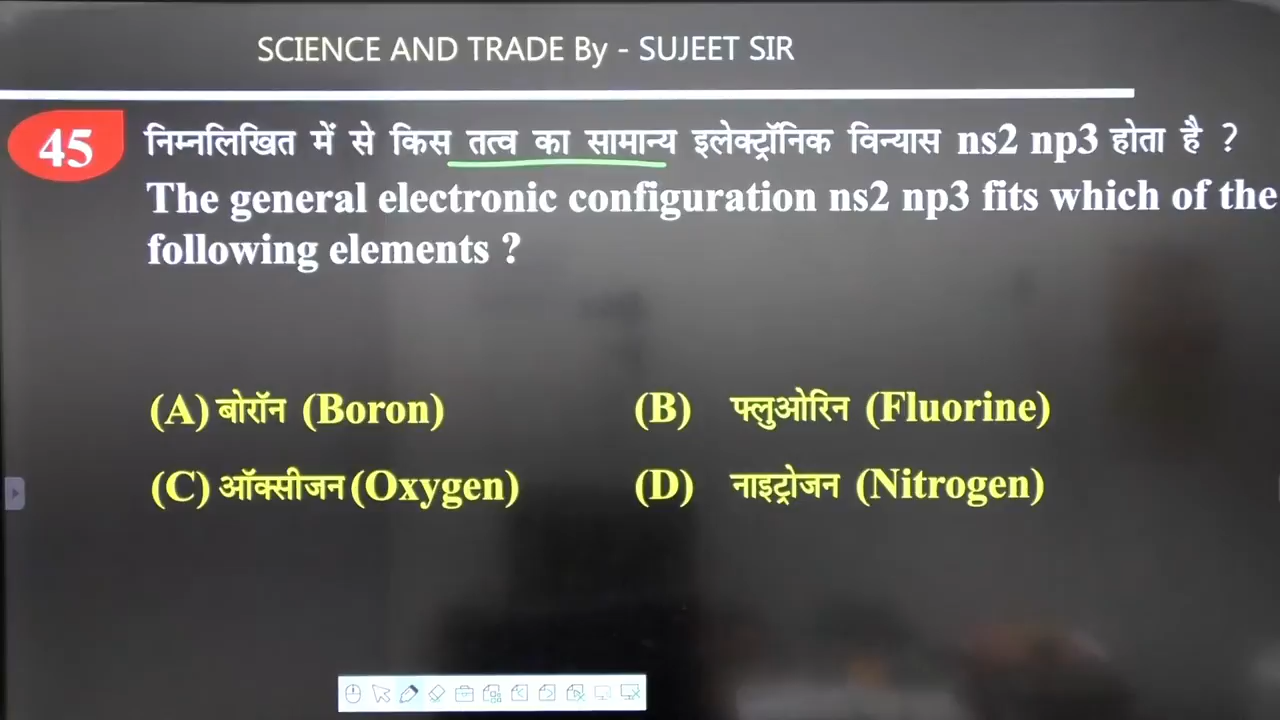 SCIENCE AND TRADE By - SUJEET SIR
45 निम्नलिखित में से किस तत्व का सामान्य इलेक्ट्रॉनिक विन्यास ns2 np3 होता है ?
The general electronic configuration ns2 np3 fits which of the
following elements ?
(A) बोरॉन (Boron) (B) फ्लुओरिन (Fluorine)
(C) ऑक्सीजन (Oxygen) (D) नाइट्रोजन (Nitrogen)